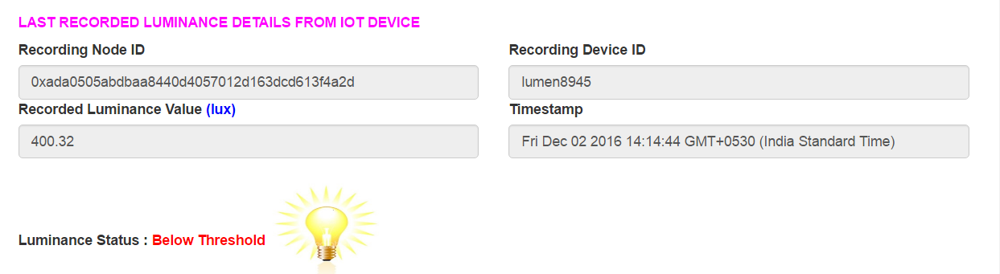 LAST RECORDED LUMINANCE DETAILS FROM IOT DEVICE
Recording Node ID
Recording Device ID
0xada0505abdbaa8440d4057012d163dcd613f4a2d
lumen8945
Recorded Luminance Value (lux)
Timestamp
400.32
Fri Dec 02 2016 14:14:44 GMT+0530 (India Standard Time)
Luminance Status : Below Threshold